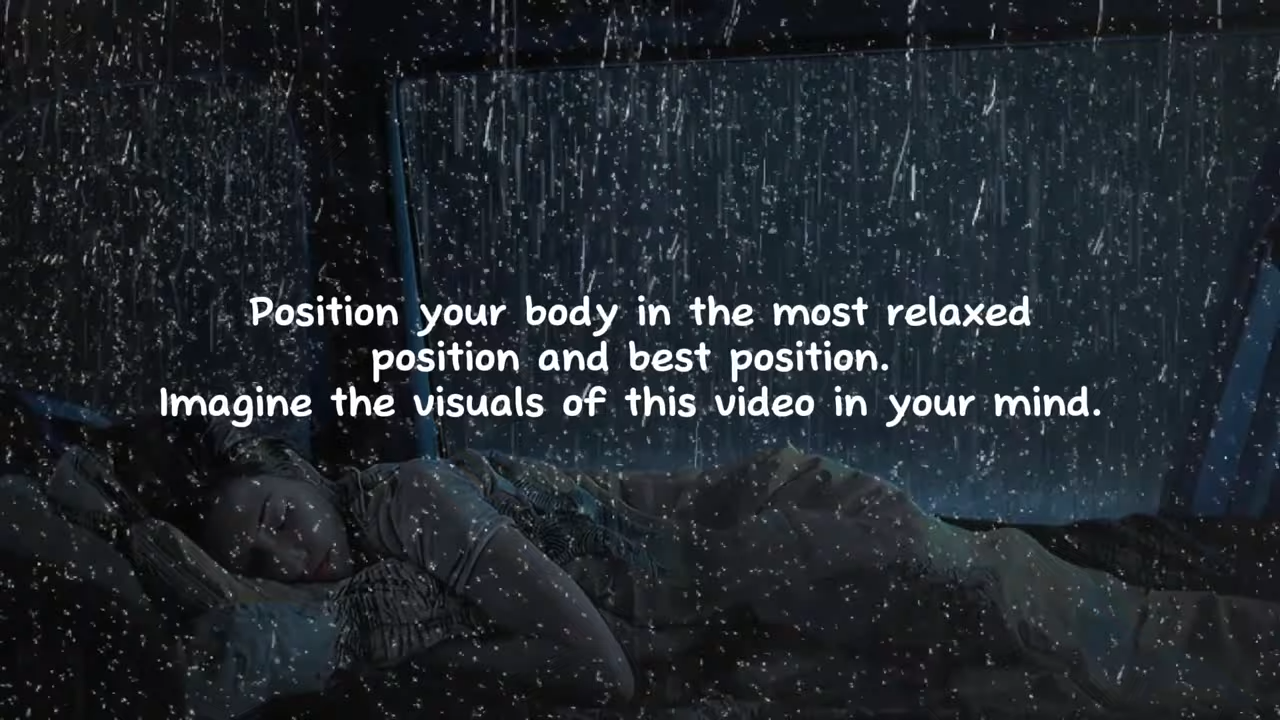 Position your body in the most relaxed
position and best position.
Imagine the visuals of this video in your mind.